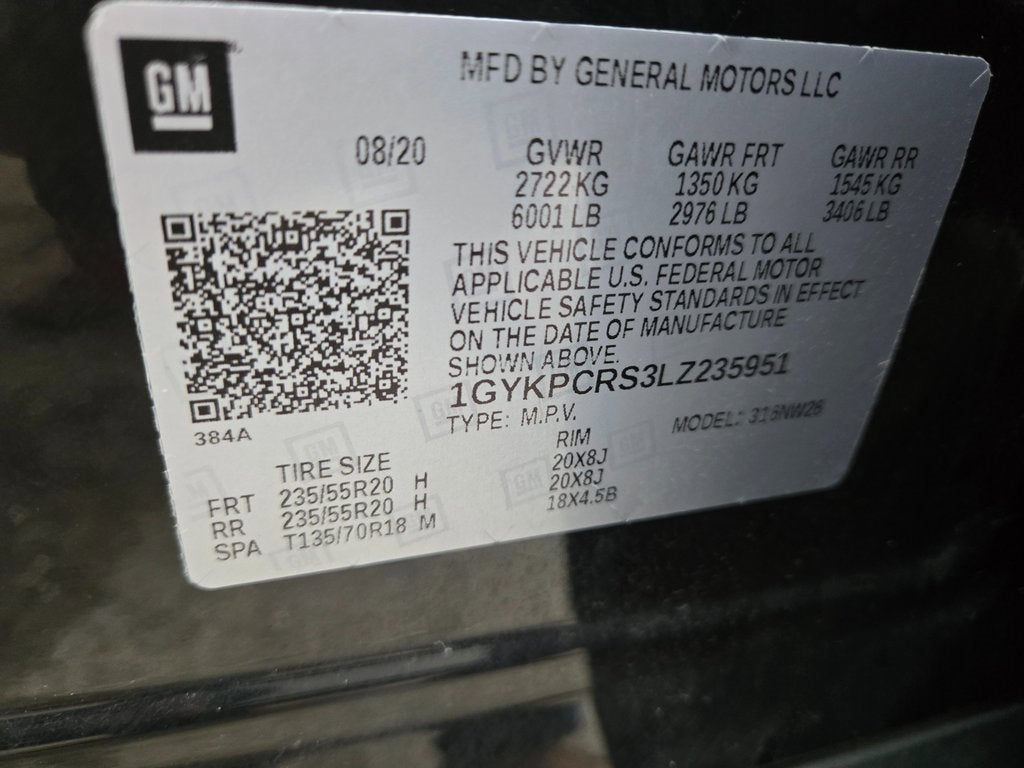 GM
MFD BY GENERAL MOTORS LLC
08/20 GVWR GAWR FRT GAWR RR
2722 KG 1350 KG 1545 KG
6001 LB 2976 LB 3406 LB
THIS VEHICLE CONFORMS TO ALL
APPLICABLE U.S. FEDERAL MOTOR
VEHICLE SAFETY STANDARDS IN EFFECT
ON THE DATE OF MANUFACTURE
SHOWN ABOVE.
1GYKPCRS3LZ235951
TYPE: M.P.V. MODEL: 316NW26
384A
TIRE SIZE RIM
FRT 235/55R20 H 20X8J
RR 235/55R20 H 20X8J
SPA T135/70R18 M 18X4.5B